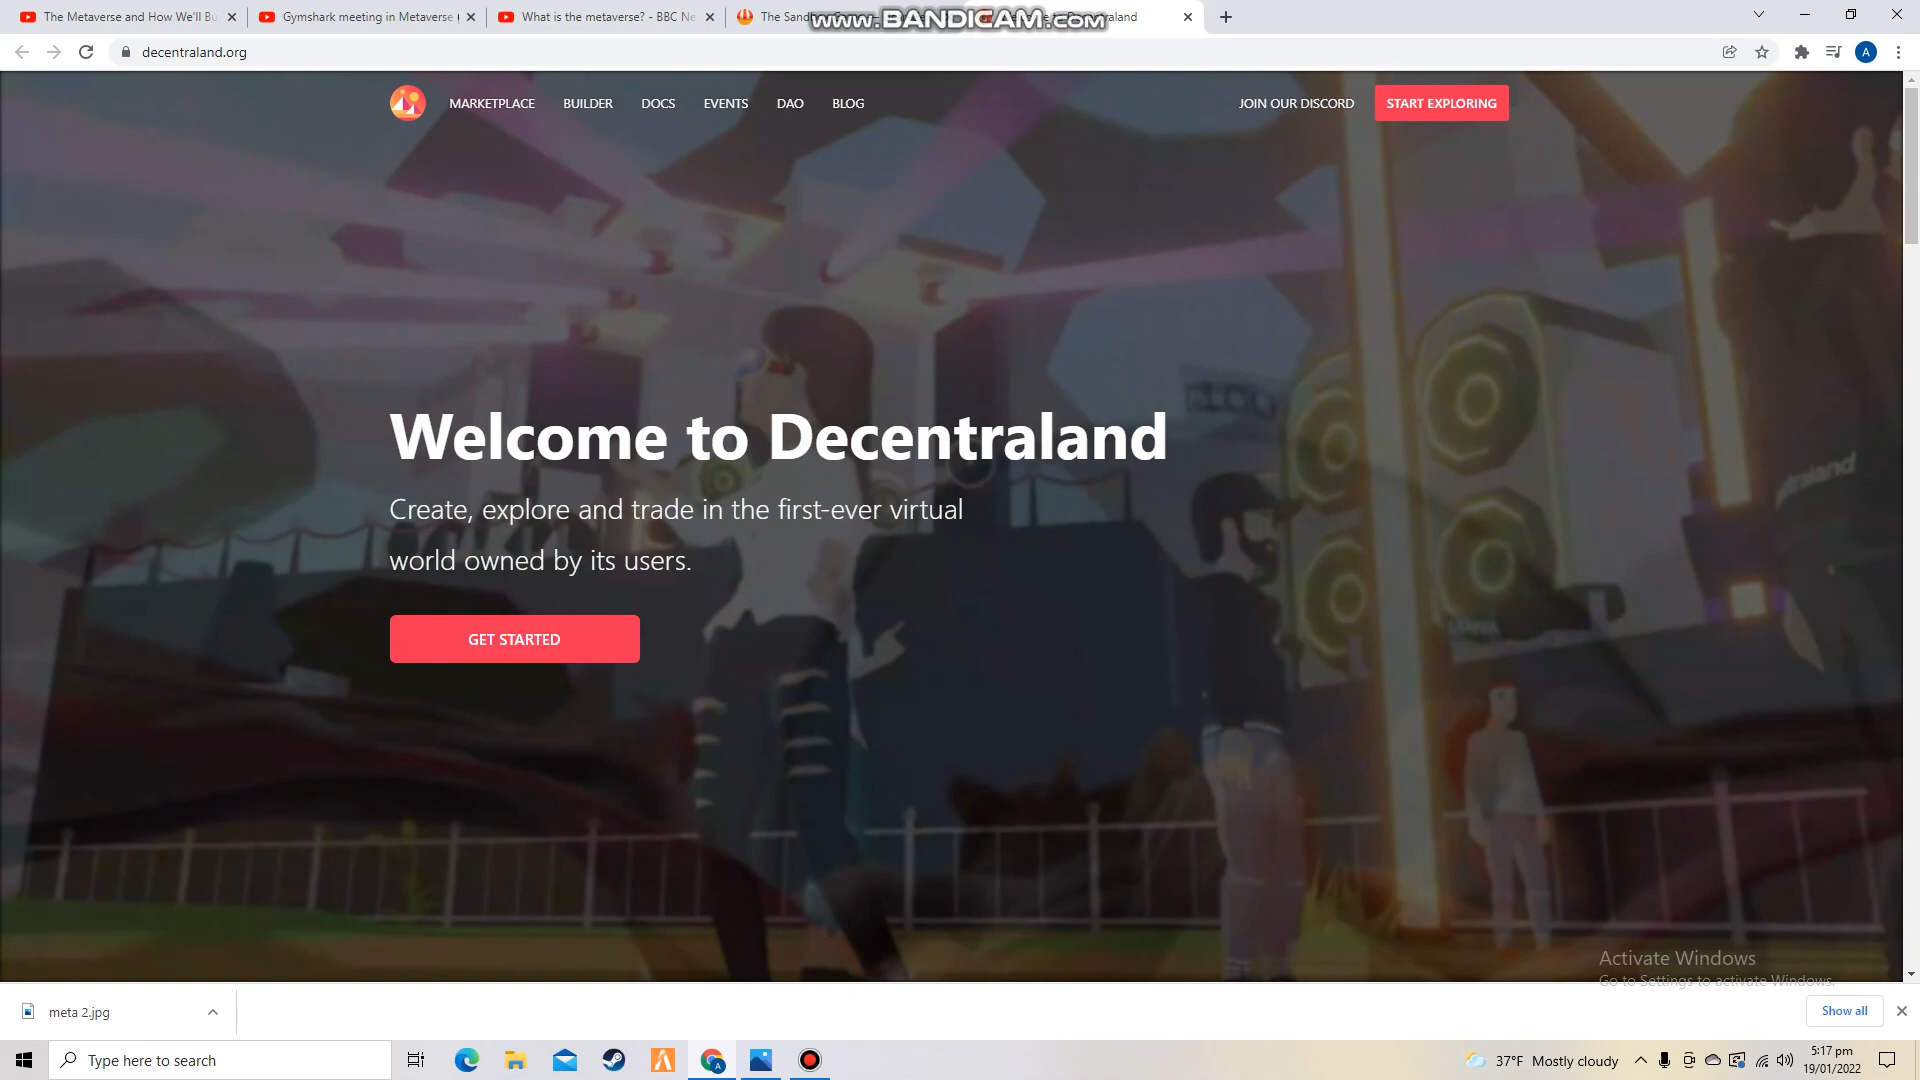 The Metaverse and How We'll Bu
Gymshark meeting in Metaverse
What is the metaverse? - BBC Ne
The Sandbox
www.BANDICAM.com
Decentraland
decentraland.org
A
MARKETPLACE
BUILDER
DOCS
EVENTS
DAO
BLOG
JOIN OUR DISCORD
START EXPLORING
Welcome to Decentraland
Create, explore and trade in the first-ever virtual
world owned by its users.
GET STARTED
Activate Windows
Go to Settings to activate Windows.
meta 2.jpg
Show all
Type here to search
37°F Mostly cloudy
5:17 pm
19/01/2022